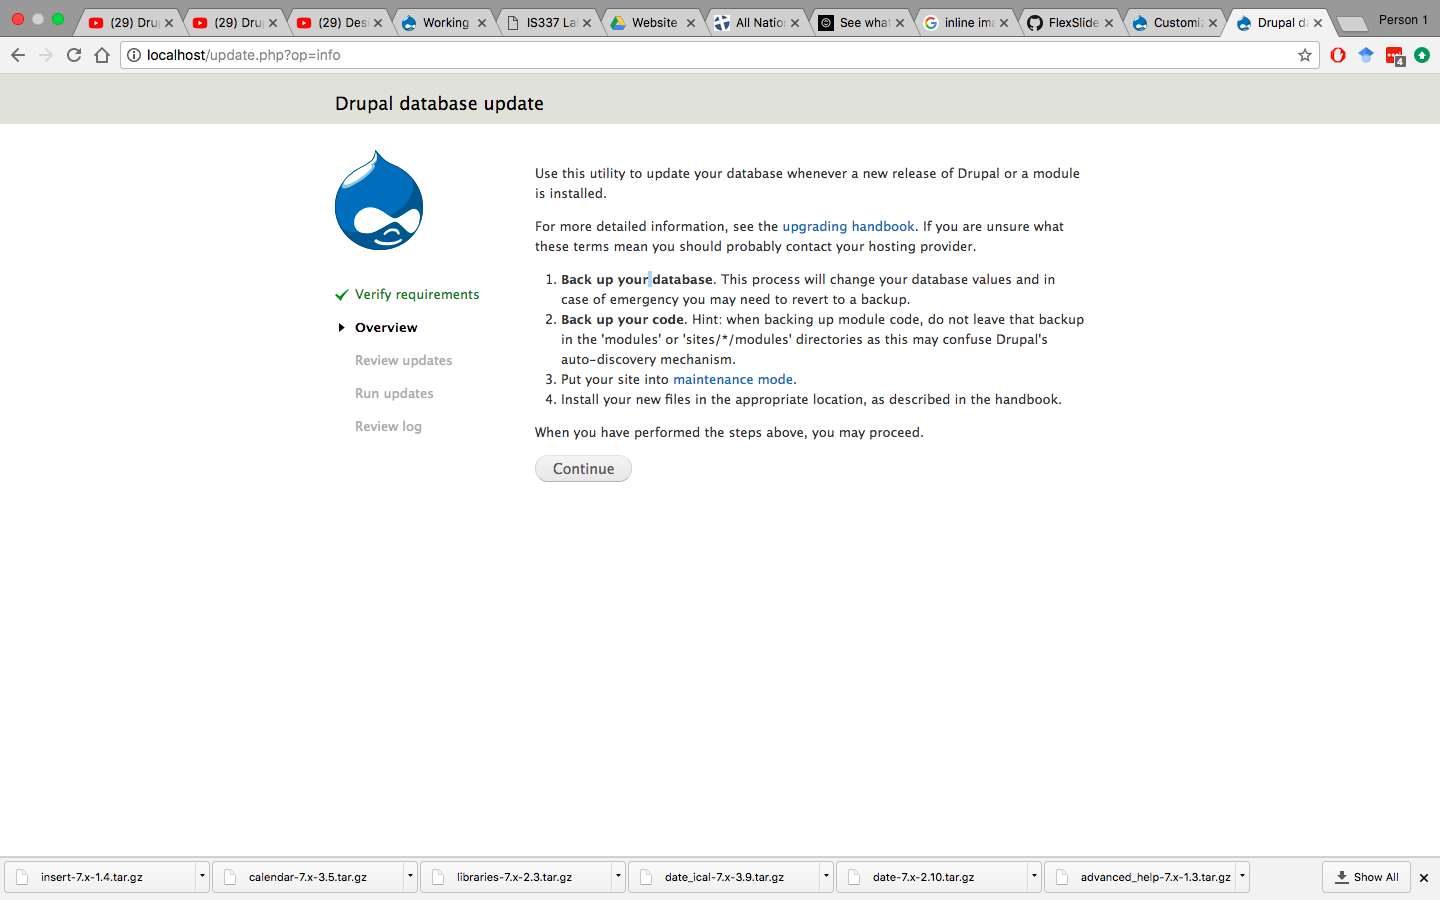 (29) Dru
(29) Dru
(29) Desi
Working
IS337 La
Website
All Nation
See what
inline ima
FlexSlide
Customiz
Drupal da
Person 1
localhost/update.php?op=info
4
Drupal database update
Verify requirements
Overview
Review updates
Run updates
Review log
Use this utility to update your database whenever a new release of Drupal or a module
is installed.
For more detailed information, see the upgrading handbook. If you are unsure what
these terms mean you should probably contact your hosting provider.
1. Back up your database. This process will change your database values and in
case of emergency you may need to revert to a backup.
2. Back up your code. Hint: when backing up module code, do not leave that backup
in the 'modules' or 'sites/*/modules' directories as this may confuse Drupal's
auto-discovery mechanism.
3. Put your site into maintenance mode.
4. Install your new files in the appropriate location, as described in the handbook.
When you have performed the steps above, you may proceed.
Continue
insert-7.x-1.4.tar.gz
calendar-7.x-3.5.tar.gz
libraries-7.x-2.3.tar.gz
date_ical-7.x-3.9.tar.gz
date-7.x-2.10.tar.gz
advanced_help-7.x-1.3.tar.gz
Show All